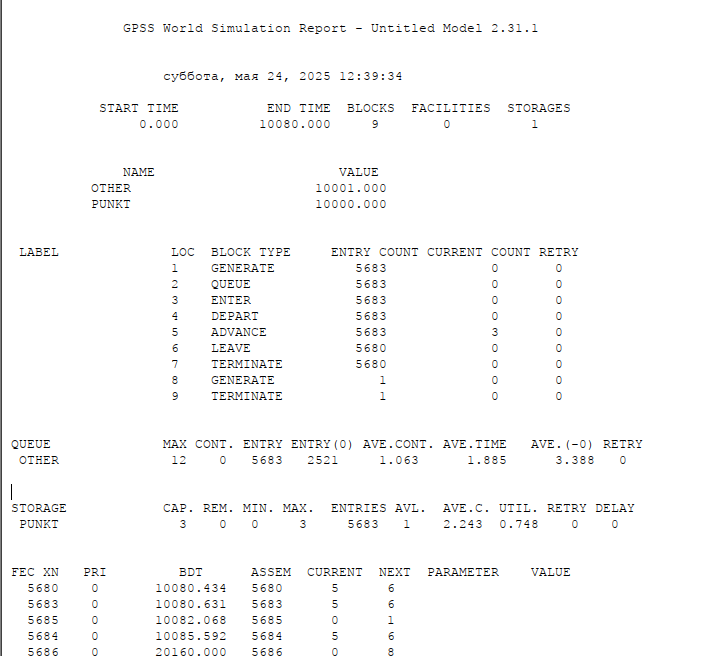 GPSS World Simulation Report - Untitled Model 2.31.1
суббота, мая 24, 2025 12:39:34
START TIME END TIME BLOCKS FACILITIES STORAGES
0.000 10080.000 9 0 1
NAME VALUE
OTHER 10001.000
PUNKT 10000.000
LABEL LOC BLOCK TYPE ENTRY COUNT CURRENT COUNT RETRY
1 GENERATE 5683 0 0
2 QUEUE 5683 0 0
3 ENTER 5683 0 0
4 DEPART 5683 0 0
5 ADVANCE 5683 3 0
6 LEAVE 5680 0 0
7 TERMINATE 5680 0 0
8 GENERATE 1 0 0
9 TERMINATE 1 0 0
QUEUE MAX CONT. ENTRY ENTRY(0) AVE.CONT. AVE.TIME AVE.(-0) RETRY
OTHER 12 0 5683 2521 1.063 1.885 3.388 0
STORAGE CAP. REM. MIN. MAX. ENTRIES AVL. AVE.C. UTIL. RETRY DELAY
PUNKT 3 0 0 3 5683 1 2.243 0.748 0 0
FEC XN PRI BDT ASSEM CURRENT NEXT PARAMETER VALUE
5680 0 10080.434 5680 5 6
5683 0 10080.631 5683 5 6
5685 0 10082.068 5685 0 1
5684 0 10085.592 5684 5 6
5686 0 20160.000 5686 0 8